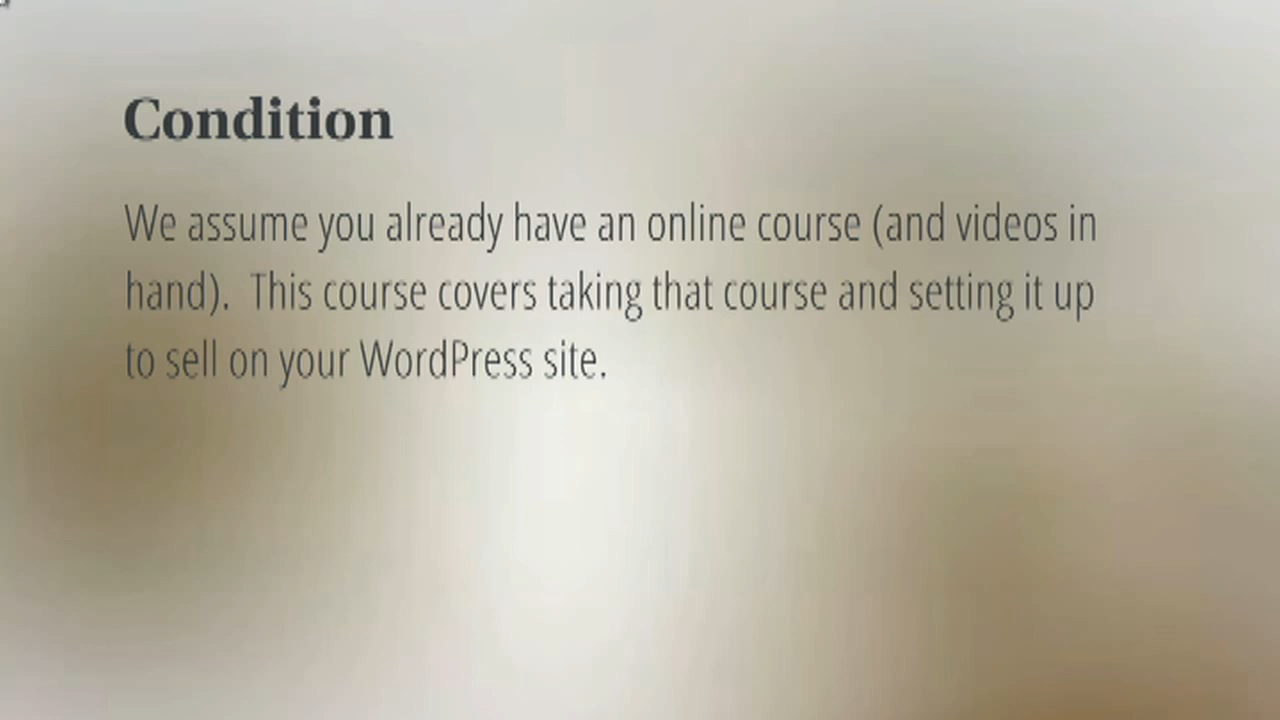 Condition
We assume you already have an online course (and videos in
hand).  This course covers taking that course and setting it up
to sell on your WordPress site.